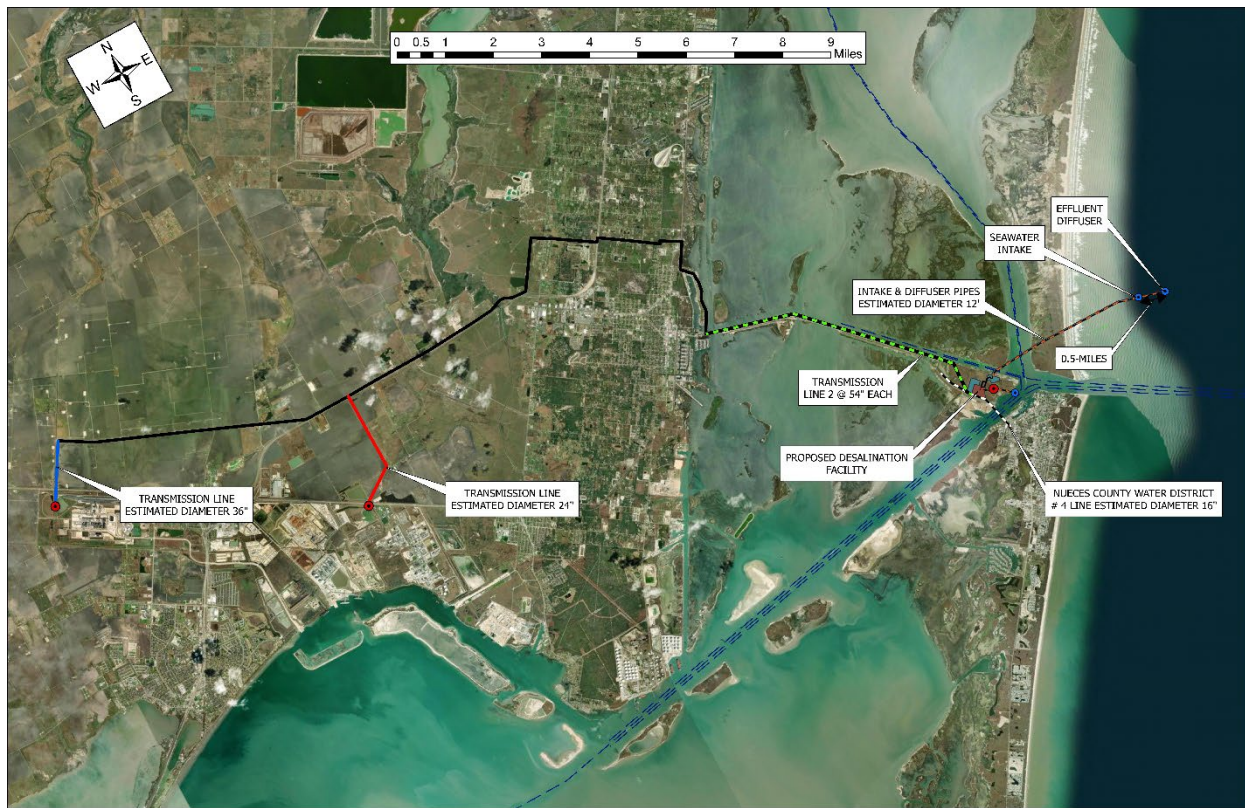 N
W
E
S
0 0.5 1 2 3 4 5 6 7 8 9
Miles
EFFLUENT
DIFFUSER
SEAWATER
INTAKE
INTAKE & DIFFUSER PIPES
ESTIMATED DIAMETER 12'
0.5-MILES
TRANSMISSION
LINE 2 @ 54" EACH
PROPOSED DESALINATION
FACILITY
TRANSMISSION LINE
ESTIMATED DIAMETER 36"
TRANSMISSION LINE
ESTIMATED DIAMETER 24"
NUECES COUNTY WATER DISTRICT
# 4 LINE ESTIMATED DIAMETER 16"